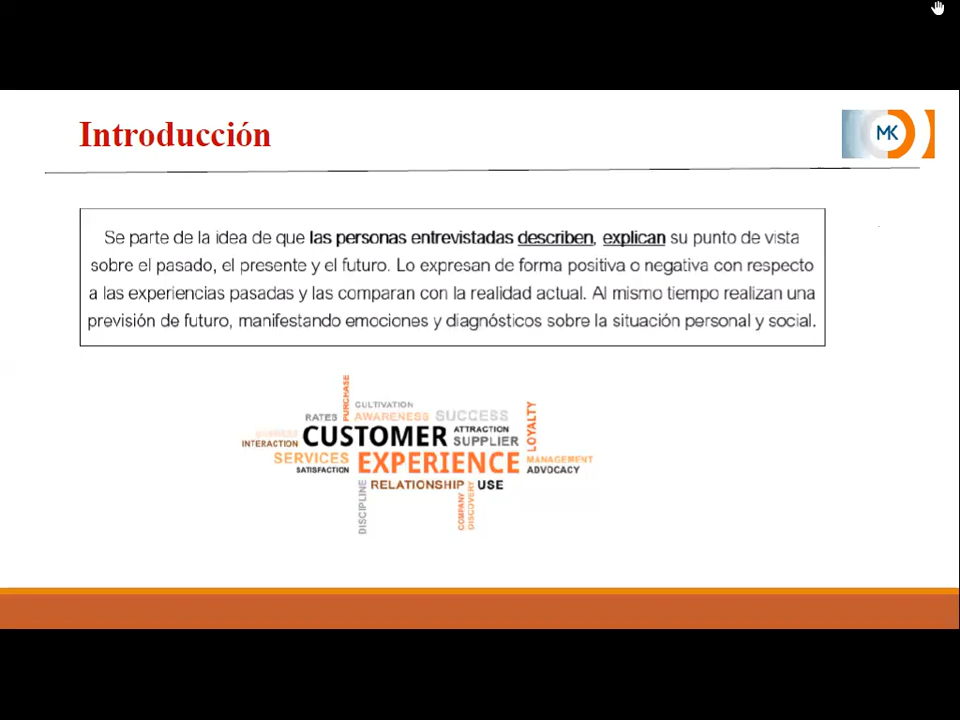 Introducción
MK
Se parte de la idea de que las personas entrevistadas describen, explican su punto de vista
sobre el pasado, el presente y el futuro. Lo expresan de forma positiva o negativa con respecto
a las experiencias pasadas y las comparan con la realidad actual. Al mismo tiempo realizan una
previsión de futuro, manifestando emociones y diagnósticos sobre la situación personal y social.
PURCHASE
CULTIVATION
RATES
AWARENESS
SUCCESS
LOYALTY
CUSTOMER
ATTRACTION
INTERACTION
SUPPLIER
SERVICES
EXPERIENCE
MANAGEMENT
SATISFACTION
ADVOCACY
RELATIONSHIP
USE
DISCIPLINE
COMPANY
DISCOVERY